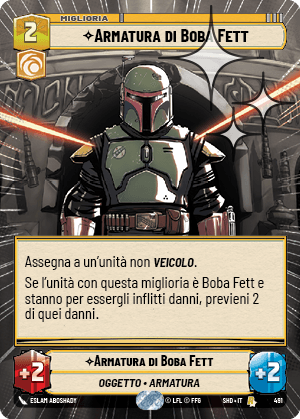 MIGLIORIA
2
✧ARMATURA DI BOBA FETT
Assegna a un'unità non VEICOLO.
Se l'unità con questa miglioria è Boba Fett e
stanno per essergli inflitti danni, previeni 2
di quei danni.
+2
✧ARMATURA DI BOBA FETT
+2
OGGETTO • ARMATURA
ESLAM ABOSHADY
© LFL © FFG
SHD • IT
491